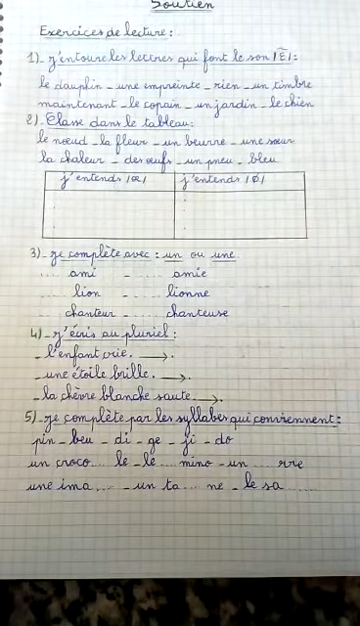 Soutien
Exercices de lecture :
1)_ J'entoure les lettres qui font le son |Ẽ| :
le dauphin _ une empreinte _ rien _ un timbre
maintenant _ le copain _ un jardin _ le chien
2)_ Classe dans le tableau :
le nœud _ la fleur _ un beurre _ une sœur
la chaleur _ des œufs _ un pneu _ bleu
j'entends |œ| j'entends |Ø|
3)_ Je complète avec : un ou une
..... ami _ ..... amie
..... lion _ ..... lionne
..... chanteur _ ..... chanteuse
4)_ J'écris au pluriel :
_ l'enfant crie. →.
_ une étoile brille. →.
_ la chèvre blanche saute →.
5)_ Je complète par les syllabes qui conviennent :
pin _ beu _ di _ ge _ ji _ do
un croco.... le _ le .... mino _ un .... rre
une ima.... _ un ta.... ne _ le sa......